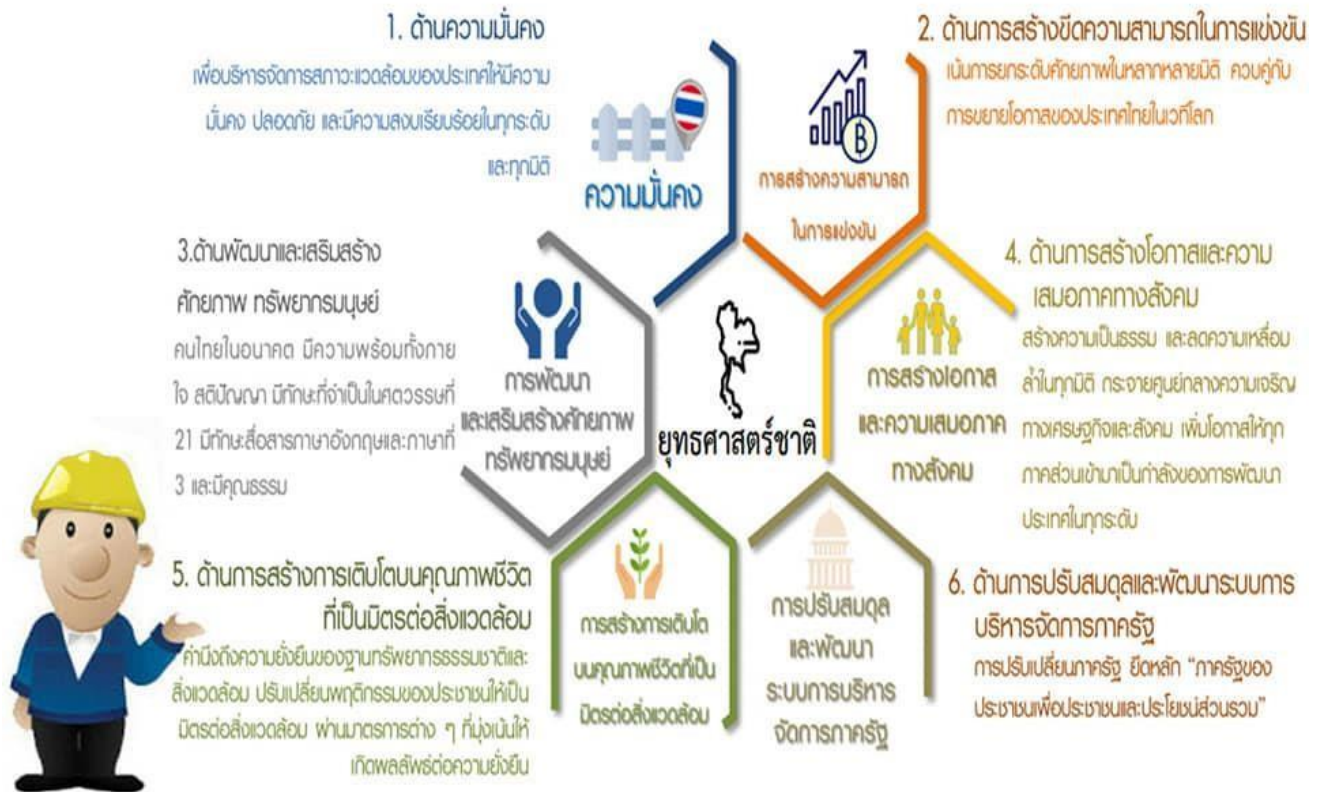 1. ด้านความมั่นคง
เพื่อบริหารจัดการสภาวะแวดล้อมของประเทศให้มีความ
มั่นคง ปลอดภัย และมีความสงบเรียบร้อยในทุกระดับ
และทุกมิติ
ความมั่นคง
การสร้างความสามารถ
ในการแข่งขัน
2. ด้านการสร้างขีดความสามารถในการแข่งขัน
เน้นการยกระดับศักยภาพในหลากหลายมิติ ควบคู่กับ
การขยายโอกาสของประเทศไทยในเวทีโลก
3.ด้านพัฒนาและเสริมสร้าง
ศักยภาพ ทรัพยากรมนุษย์
คนไทยในอนาคต มีความพร้อมทั้งกาย
ใจ สติปัญญา มีทักษะที่จำเป็นในศตวรรษที่
21 มีทักษะสื่อสารภาษาอังกฤษและภาษาที่
3 และมีคุณธรรม
การพัฒนา
และเสริมสร้างศักยภาพ
ทรัพยากรมนุษย์
ยุทธศาสตร์ชาติ
การสร้างโอกาส
และความเสมอภาค
ทางสังคม
4. ด้านการสร้างโอกาสและความ
เสมอภาคทางสังคม
สร้างความเป็นธรรม และลดความเหลื่อม
ล้ำในทุกมิติ กระจายศูนย์กลางความเจริญ
ทางเศรษฐกิจและสังคม เพิ่มโอกาสให้ทุก
ภาคส่วนเข้ามาเป็นกำลังของการพัฒนา
ประเทศในทุกระดับ
5. ด้านการสร้างการเติบโตบนคุณภาพชีวิต
ที่เป็นมิตรต่อสิ่งแวดล้อม
คำนึงถึงความยั่งยืนของฐานทรัพยากรธรรมชาติและ
สิ่งแวดล้อม ปรับเปลี่ยนพฤติกรรมของประชาชนให้เป็น
มิตรต่อสิ่งแวดล้อม ผ่านมาตรการต่าง ๆ ที่มุ่งเน้นให้
เกิดผลลัพธ์ต่อความยั่งยืน
การสร้างการเติบโต
บนคุณภาพชีวิตที่เป็น
มิตรต่อสิ่งแวดล้อม
การปรับสมดุล
และพัฒนา
ระบบการบริหาร
จัดการภาครัฐ
6. ด้านการปรับสมดุลและพัฒนาระบบการ
บริหารจัดการภาครัฐ
การปรับเปลี่ยนภาครัฐ ยึดหลัก “ภาครัฐของ
ประชาชนเพื่อประชาชนและประโยชน์ส่วนรวม”